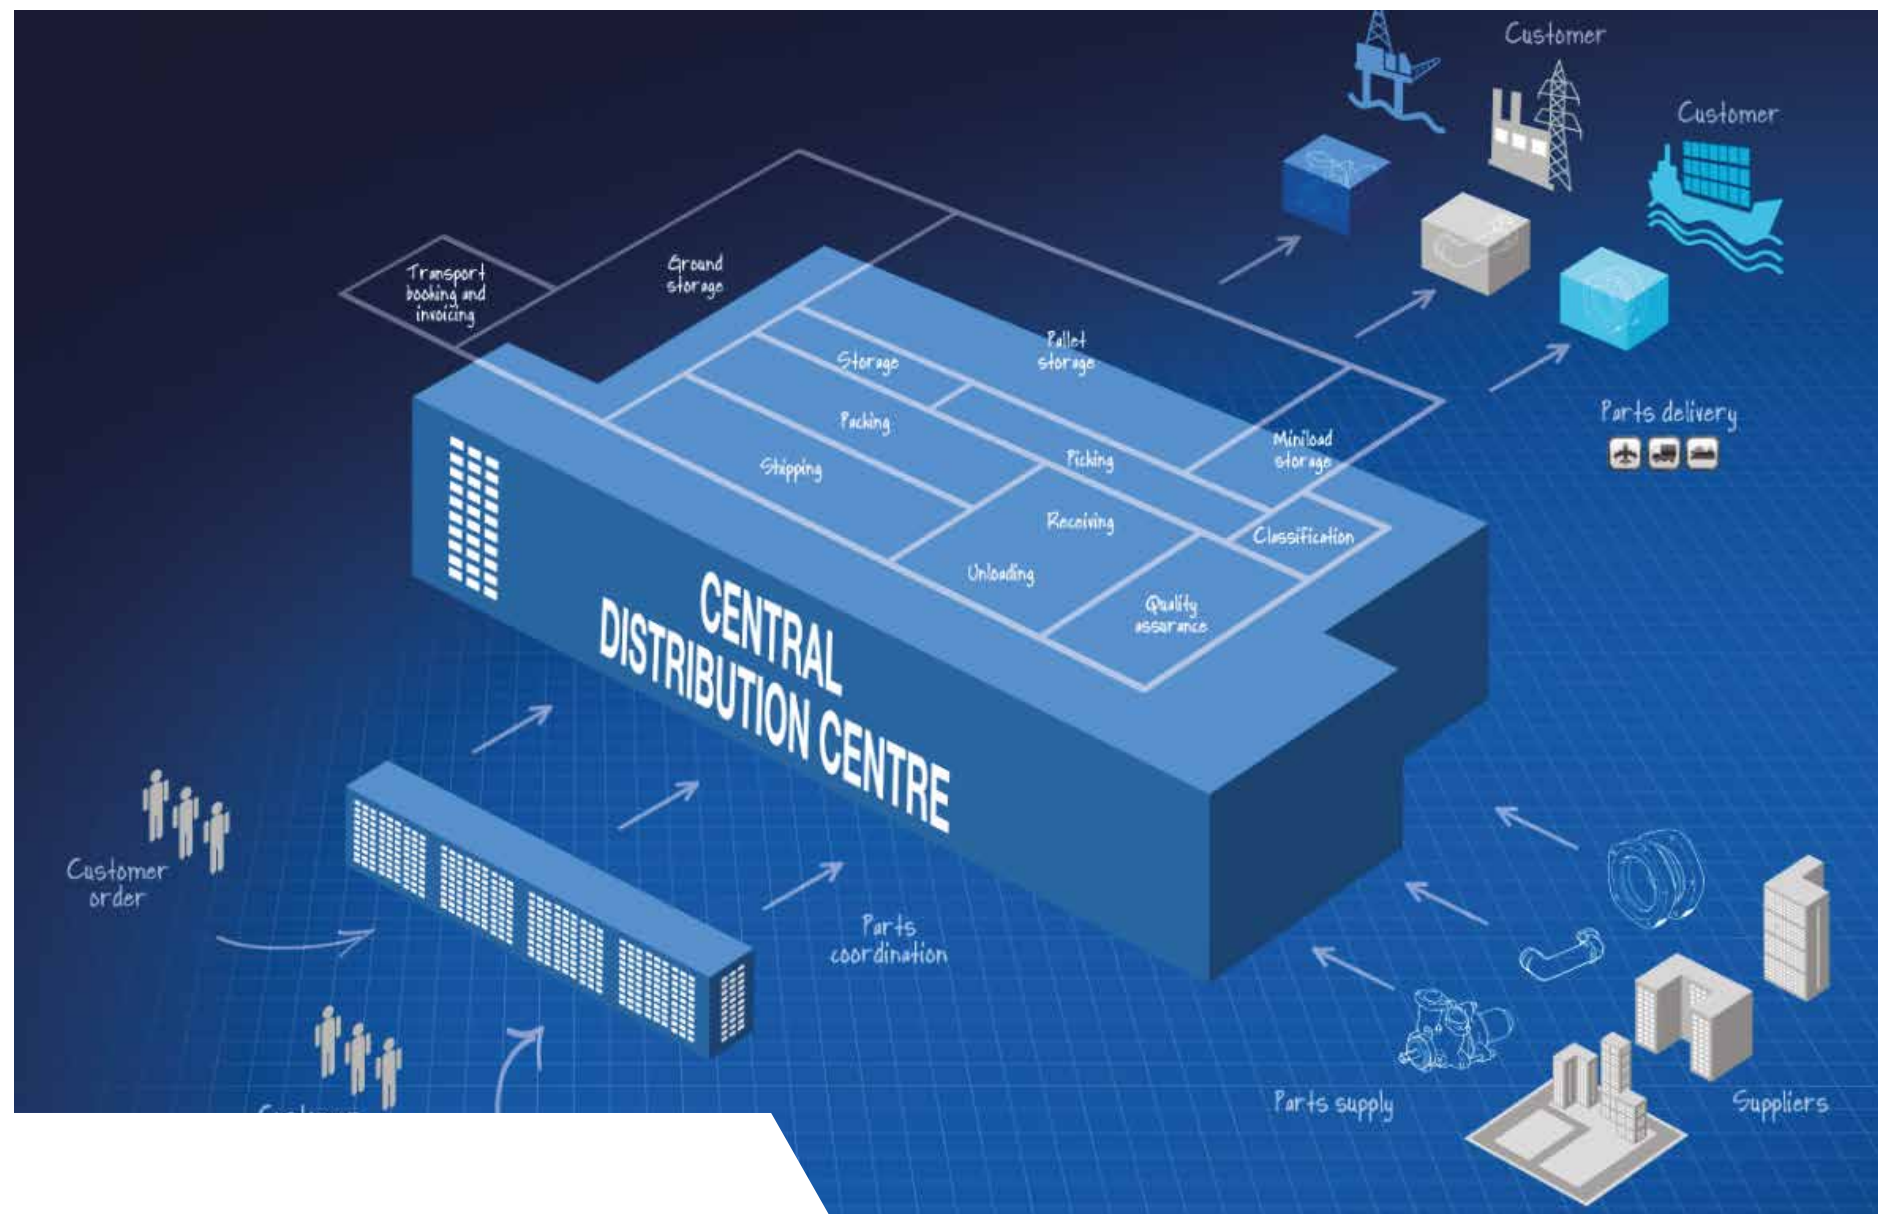 Customer
Customer
Transport
booking and
invoicing
Ground
storage
Pallet
storage
Storage
Packing
Parts delivery
Miniload
storage
Picking
Shipping
Receiving
Classification
Unloading
Quality
assurance
CENTRAL
DISTRIBUTION CENTRE
Customer
order
Parts
coordination
Parts supply
Suppliers